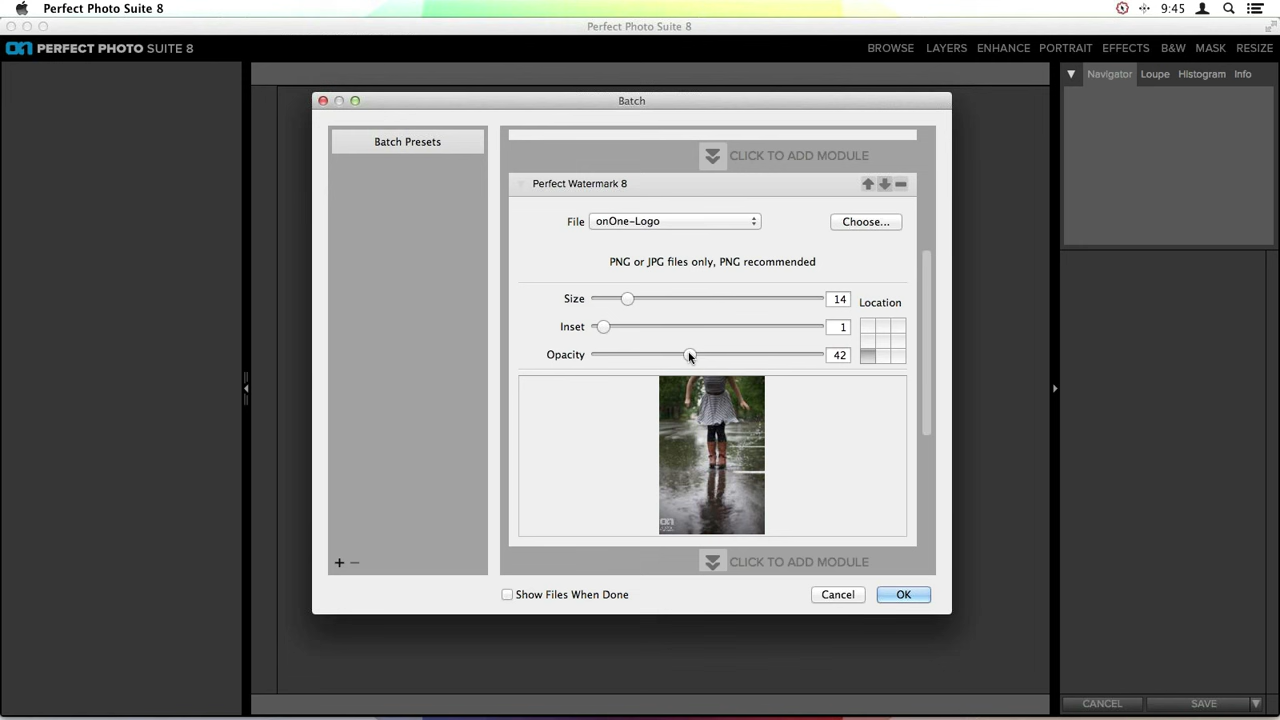 Perfect Photo Suite 8
9:45
Perfect Photo Suite 8
on PERFECT PHOTO SUITE 8
BROWSE LAYERS ENHANCE PORTRAIT EFFECTS B&W MASK RESIZE
Navigator Loupe Histogram Info
Batch
Batch Presets
CLICK TO ADD MODULE
Perfect Watermark 8
File onOne-Logo Choose...
PNG or JPG files only, PNG recommended
Size 14 Location
Inset 1
Opacity 42
on
CLICK TO ADD MODULE
+ −
Show Files When Done Cancel OK
CANCEL SAVE